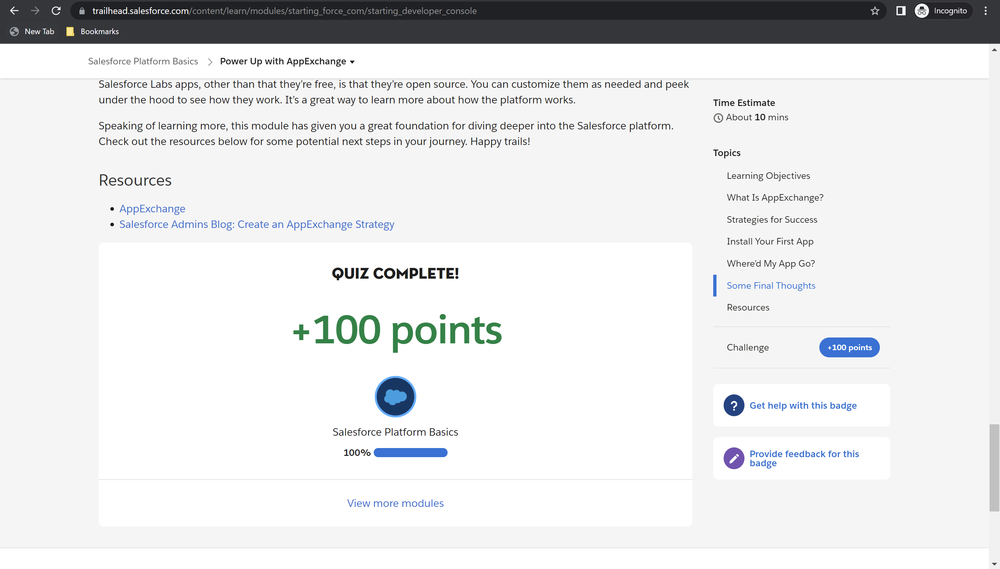 trailhead.salesforce.com/content/learn/modules/starting_force_com/starting_developer_console
Incognito
New Tab
Bookmarks
Salesforce Platform Basics
Power Up with AppExchange
Salesforce Labs apps, other than that they’re free, is that they’re open source. You can customize them as needed and peek
under the hood to see how they work. It’s a great way to learn more about how the platform works.
Speaking of learning more, this module has given you a great foundation for diving deeper into the Salesforce platform.
Check out the resources below for some potential next steps in your journey. Happy trails!
Resources
AppExchange
Salesforce Admins Blog: Create an AppExchange Strategy
QUIZ COMPLETE!
+100 points
Salesforce Platform Basics
100%
View more modules
Time Estimate
About 10 mins
Topics
Learning Objectives
What Is AppExchange?
Strategies for Success
Install Your First App
Where’d My App Go?
Some Final Thoughts
Resources
Challenge
+100 points
?
Get help with this badge
Provide feedback for this
badge